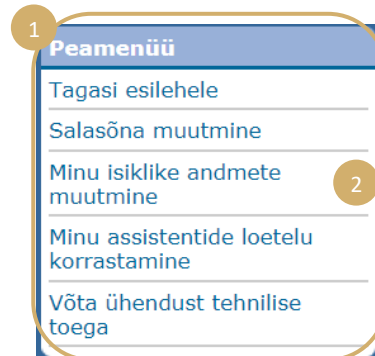 1
Peamenüü
Tagasi esilehele
Salasõna muutmine
Minu isiklike andmete
muutmine
2
Minu assistentide loetelu
korrastamine
Võta ühendust tehnilise
toega